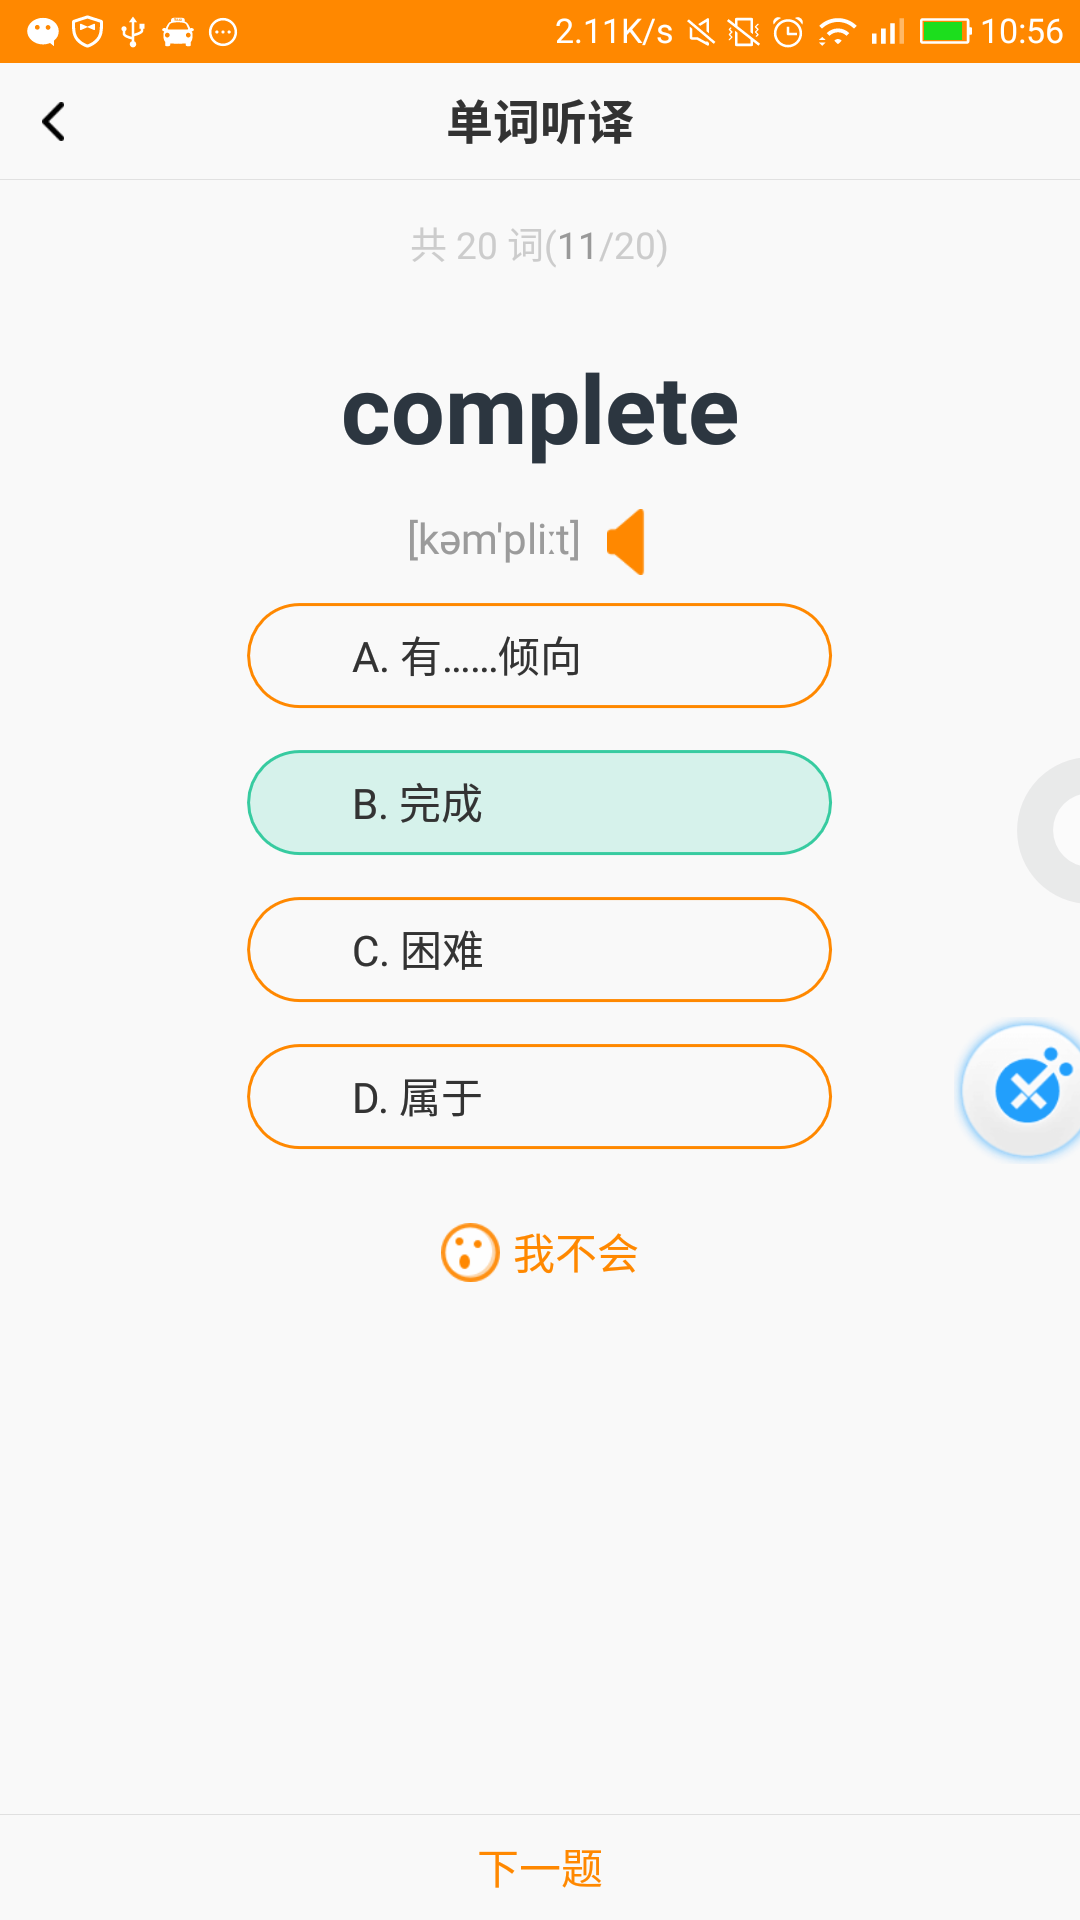 2.11K/s 10:56
单词听译
共 20 词(11/20)
complete
[kəm'pliːt]
A. 有……倾向
B. 完成
C. 困难
D. 属于
我不会
下一题